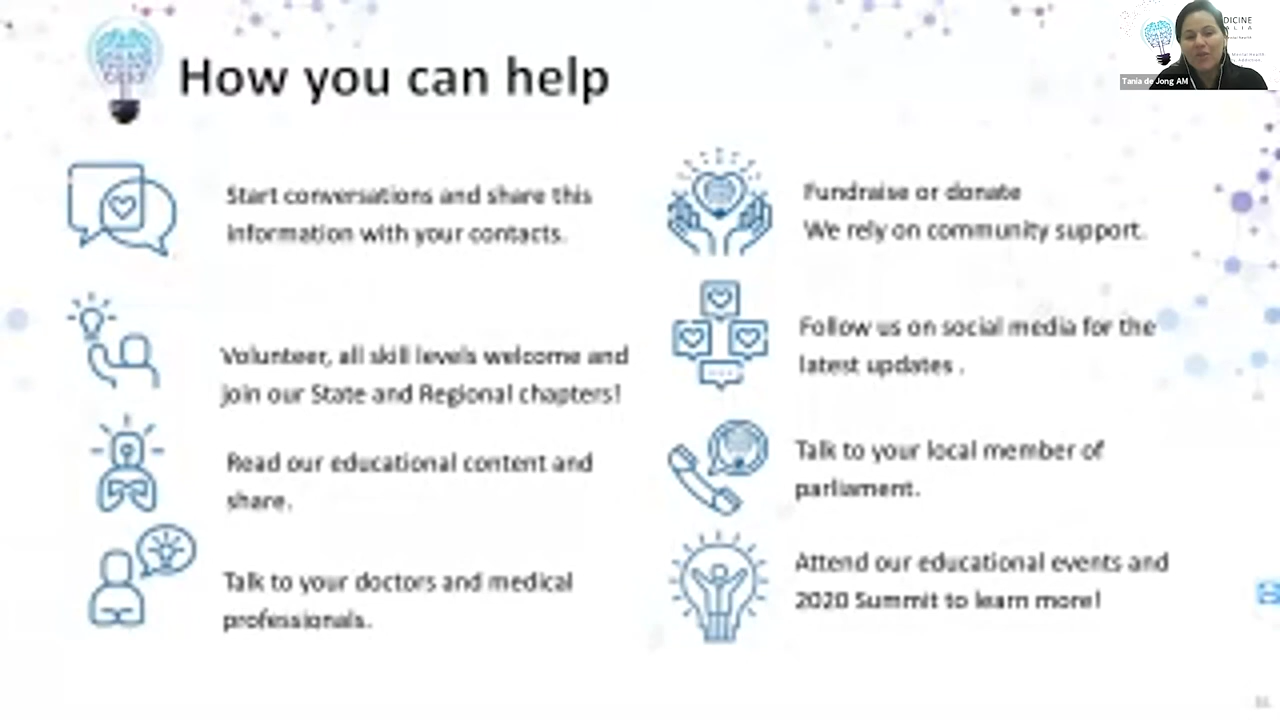 How you can help
Start conversations and share this
information with your contacts.
Volunteer, all skill levels welcome and
join our State and Regional chapters!
Read our educational content and
share.
Talk to your doctors and medical
professionals.
Fundraise or donate
We rely on community support.
Follow us on social media for the
latest updates .
Talk to your local member of
parliament.
Attend our educational events and
2020 Summit to learn more!
Tania de Jong AM